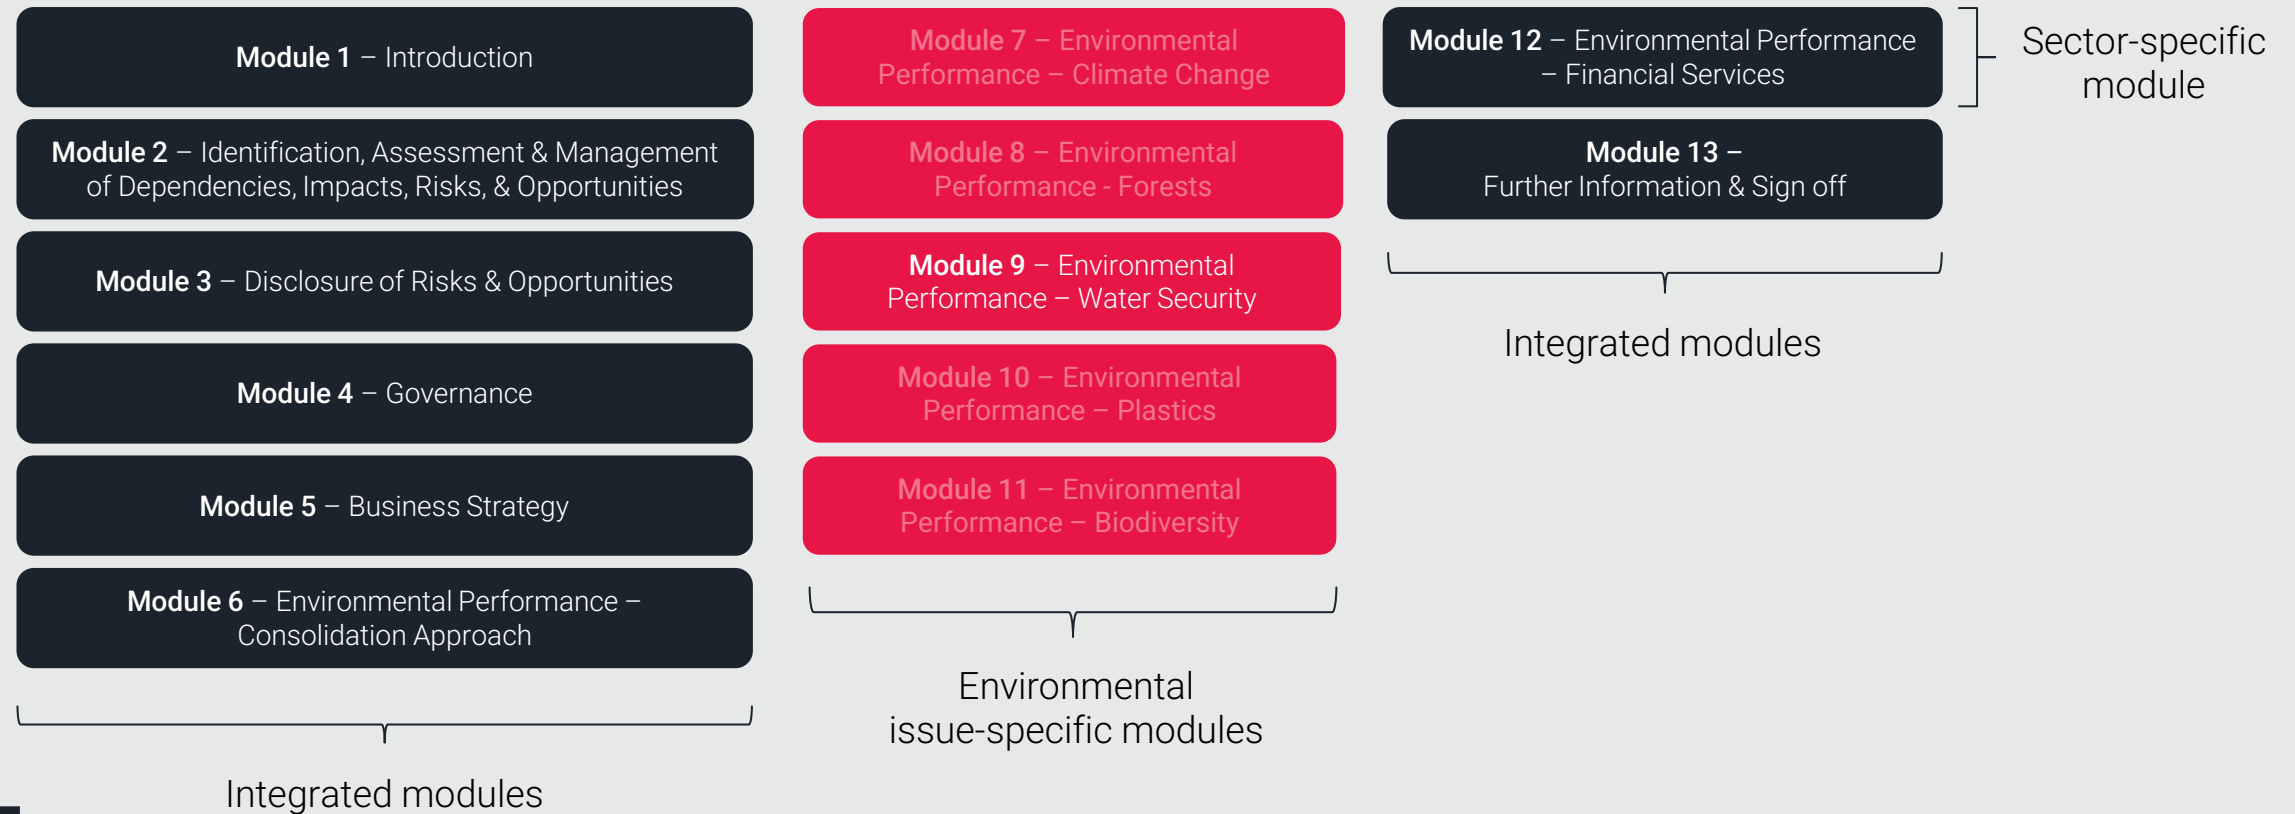 Module 1 – Introduction
Module 2 – Identification, Assessment & Management
of Dependencies, Impacts, Risks, & Opportunities
Module 3 – Disclosure of Risks & Opportunities
Module 4 – Governance
Module 5 – Business Strategy
Module 6 – Environmental Performance –
Consolidation Approach
Integrated modules
Module 7 – Environmental
Performance – Climate Change
Module 8 – Environmental
Performance - Forests
Module 9 – Environmental
Performance – Water Security
Module 10 – Environmental
Performance – Plastics
Module 11 – Environmental
Performance – Biodiversity
Environmental
issue-specific modules
Module 12 – Environmental Performance
– Financial Services
Module 13 –
Further Information & Sign off
Integrated modules
Sector-specific
module